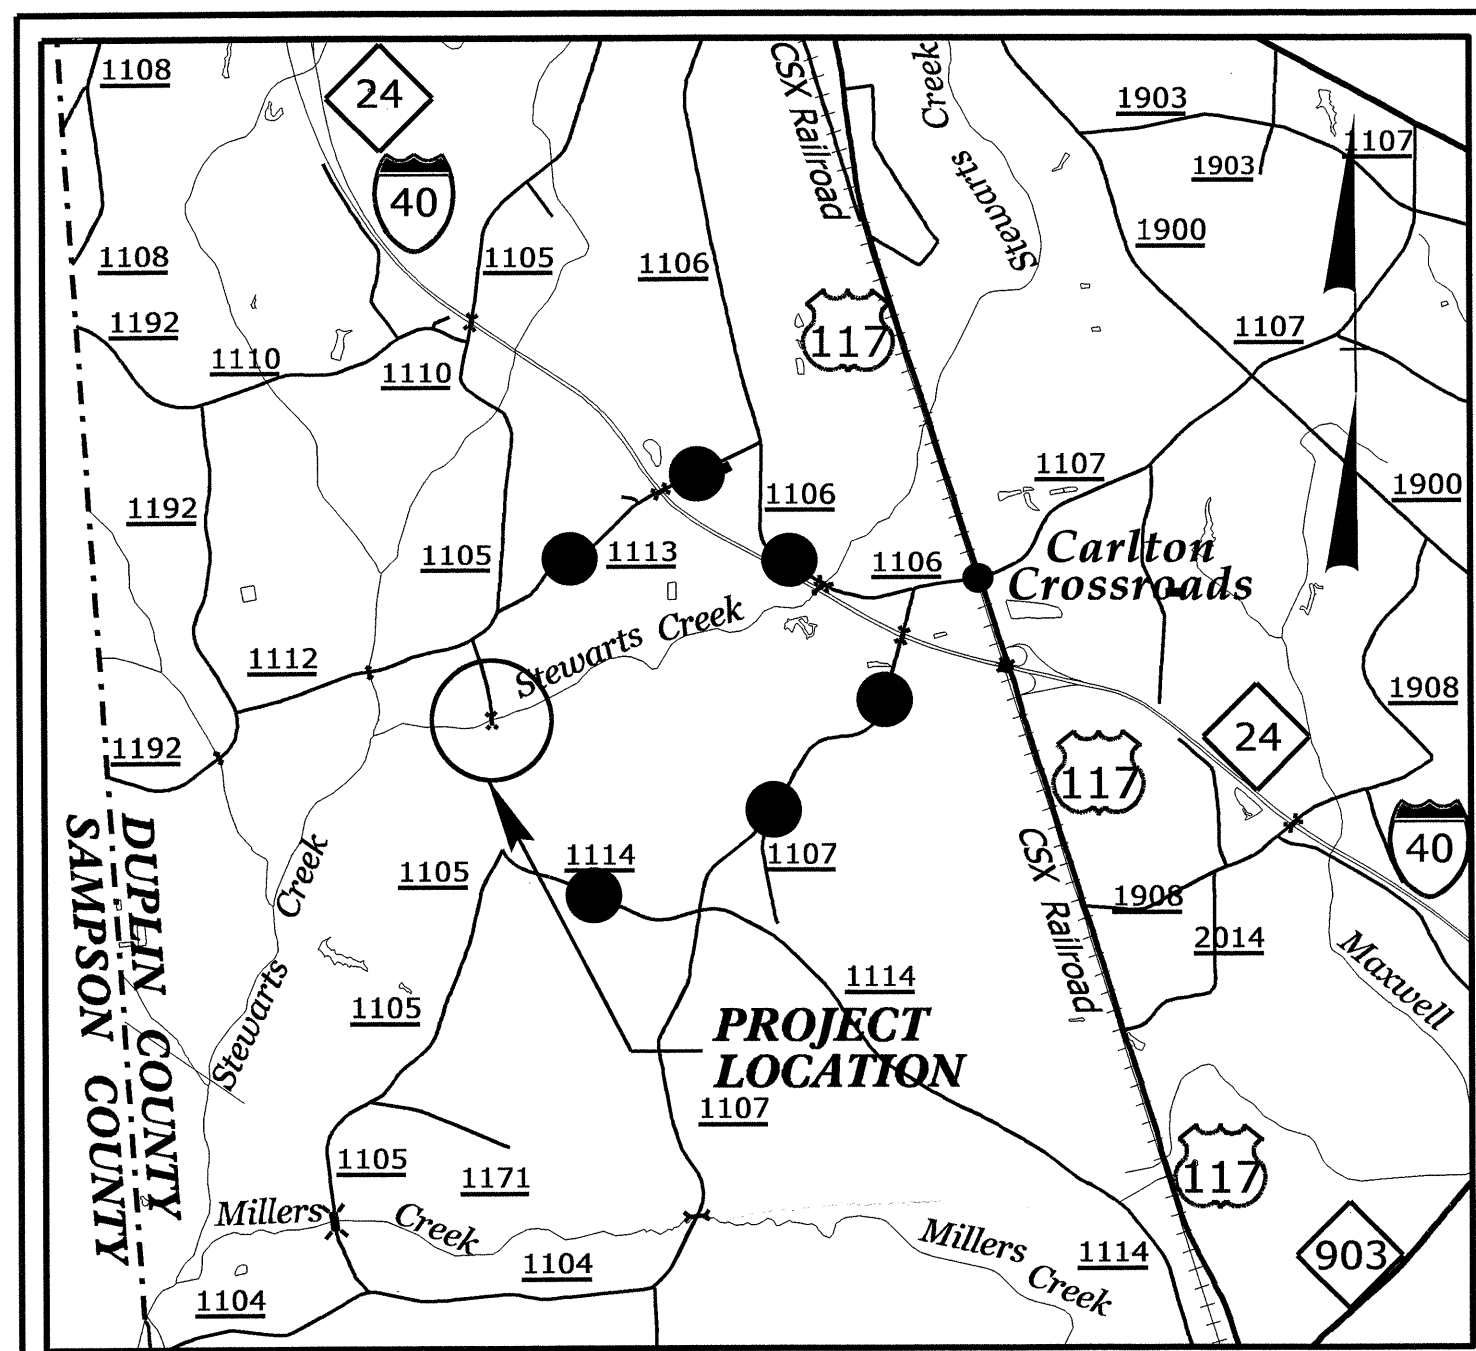 1108
24
40
CSX Railroad
Creek
Stewarts
1903
1107
1903
1900
1108
1105
1106
1192
117
1107
1110
1110
1107
1900
1192
1106
1105
1113
1106
Carlton
Crossroads
Stewarts Creek
1112
1908
1192
24
117
40
DUPLIN COUNTY
SAMPSON COUNTY
1105
1114
1107
CSX Railroad
1908
2014
Creek
Stewarts
Maxwell
1105
1114
PROJECT
LOCATION
1107
1105
1171
117
Millers
Creek
Millers
Creek
1114
903
1104
1104